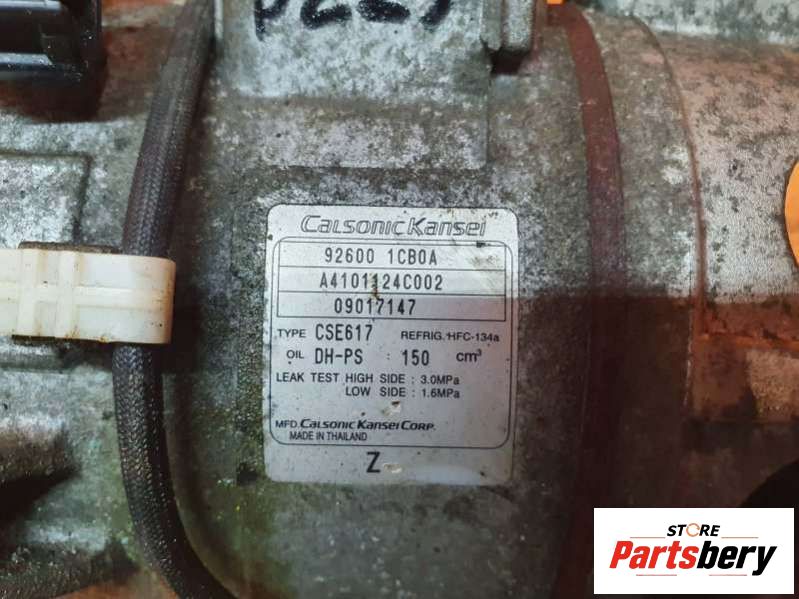 CalsonicKansei
92600 1CB0A
A4101124C002
09017147
TYPE CSE617 REFRIG. HFC-134a
OIL DH-PS : 150 cm³
LEAK TEST HIGH SIDE : 3.0MPa
LOW SIDE : 1.6MPa
MFD. CalsonicKansei CORP.
MADE IN THAILAND
Z
STORE
Partsbery